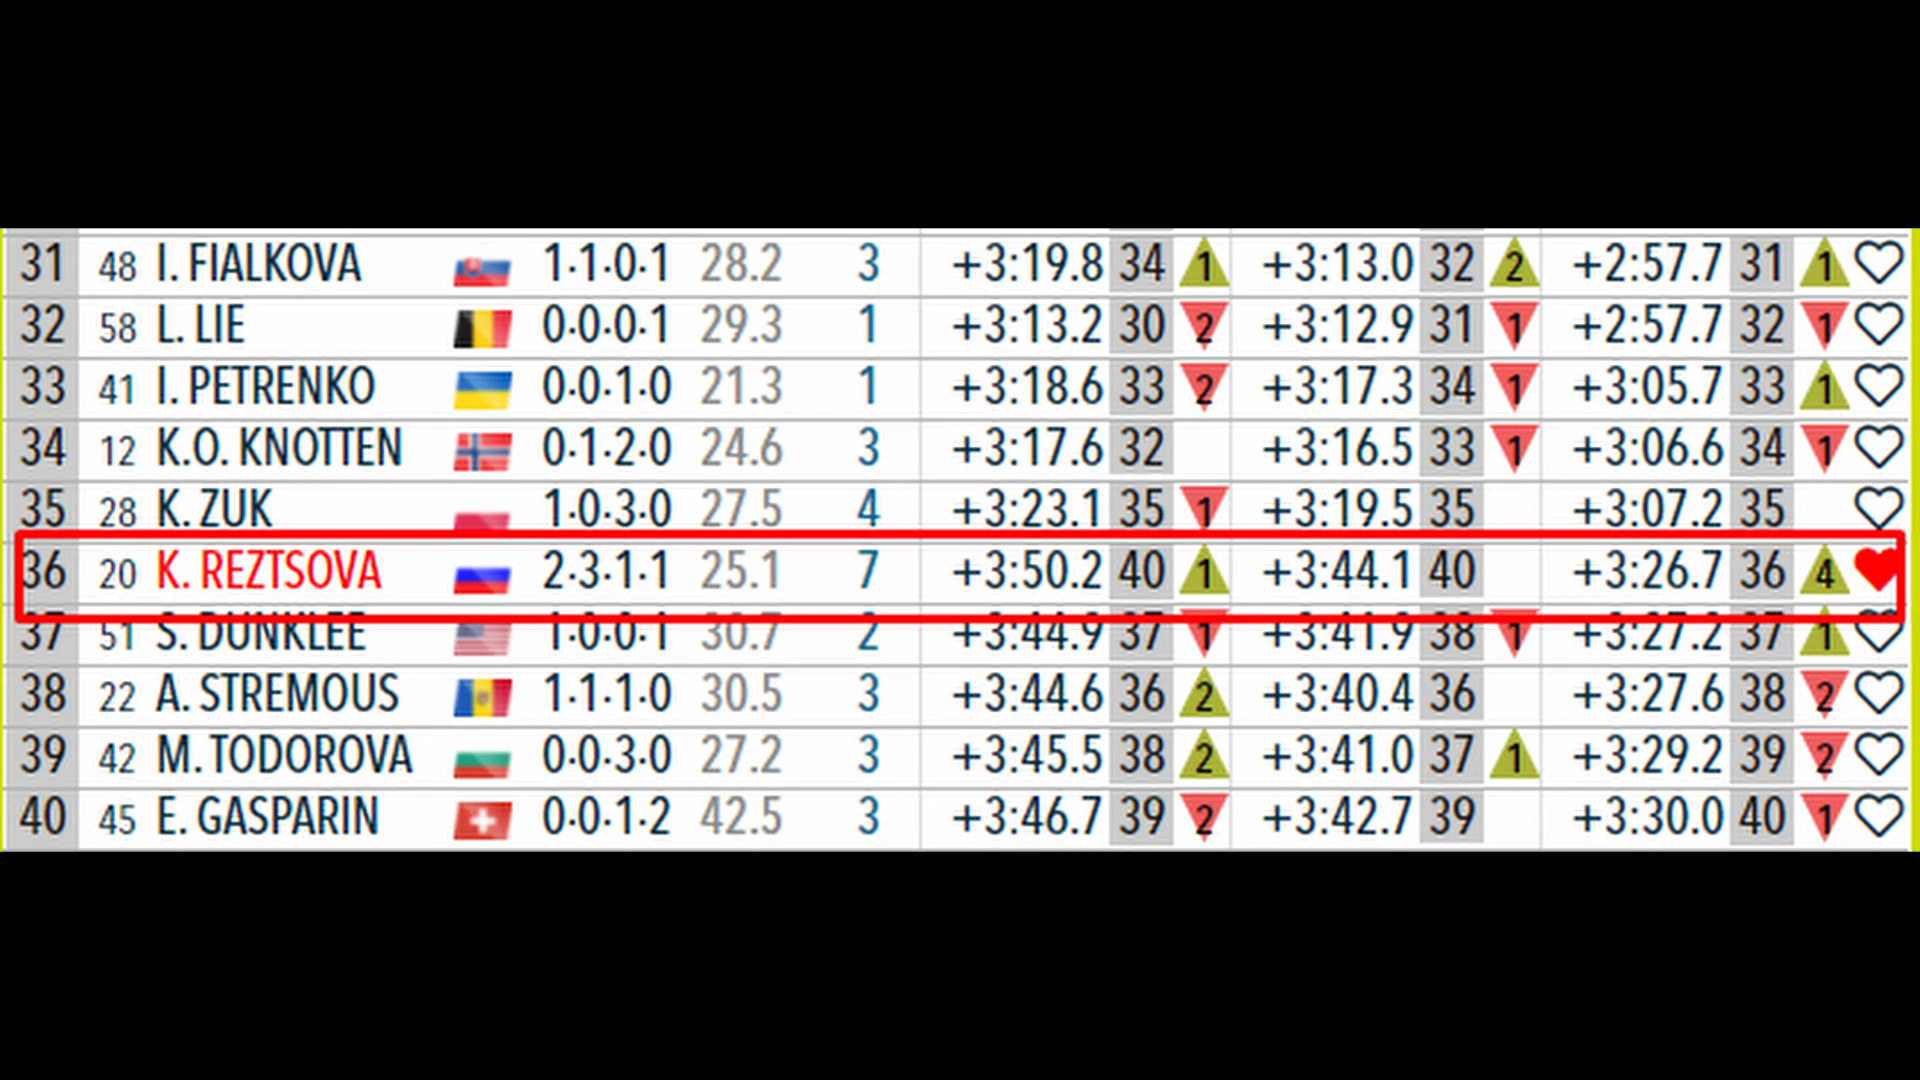 31 48 I. FIALKOVA 1·1·0·1 28.2 3 +3:19.8 34 1 +3:13.0 32 2 +2:57.7 31 1
32 58 L. LIE 0·0·0·1 29.3 1 +3:13.2 30 2 +3:12.9 31 1 +2:57.7 32 1
33 41 I. PETRENKO 0·0·1·0 21.3 1 +3:18.6 33 2 +3:17.3 34 1 +3:05.7 33 1
34 12 K.O. KNOTTEN 0·1·2·0 24.6 3 +3:17.6 32 +3:16.5 33 1 +3:06.6 34 1
35 28 K. ZUK 1·0·3·0 27.5 4 +3:23.1 35 1 +3:19.5 35 +3:07.2 35
36 20 K. REZTSOVA 2·3·1·1 25.1 7 +3:50.2 40 1 +3:44.1 40 +3:26.7 36 4
37 51 S. DUNKLEE 1·0·0·1 30.7 2 +3:44.9 37 1 +3:41.9 38 1 +3:27.2 37 1
38 22 A. STREMOUS 1·1·1·0 30.5 3 +3:44.6 36 2 +3:40.4 36 +3:27.6 38 2
39 42 M. TODOROVA 0·0·3·0 27.2 3 +3:45.5 38 2 +3:41.0 37 1 +3:29.2 39 2
40 45 E. GASPARIN 0·0·1·2 42.5 3 +3:46.7 39 2 +3:42.7 39 +3:30.0 40 1